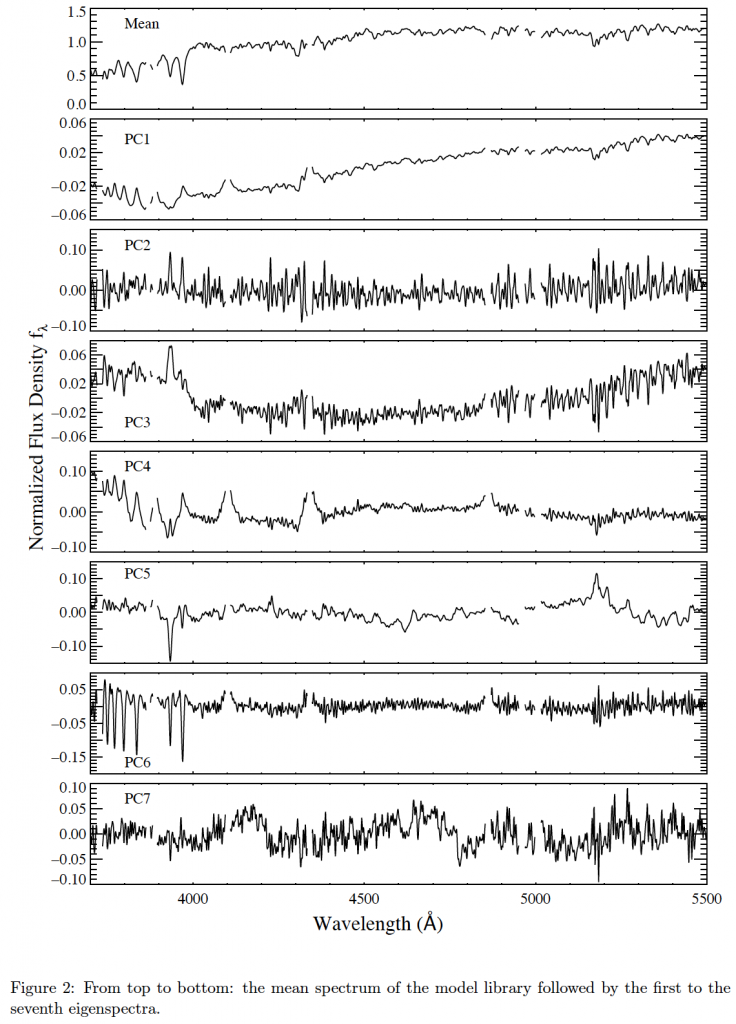 1.5
Mean
1.0
0.5
0.0
0.06
PC1
0.02
−0.02
−0.06
PC2
0.10
0.00
−0.10
0.06
0.02
−0.02
PC3
−0.06
PC4
0.10
0.00
−0.10
PC5
0.10
0.00
−0.10
0.05
−0.05
−0.15
PC6
0.10
PC7
0.05
0.00
−0.05
−0.10
Normalized Flux Density fλ
4000 4500 5000 5500
Wavelength (Å)
Figure 2: From top to bottom: the mean spectrum of the model library followed by the first to the
seventh eigenspectra.